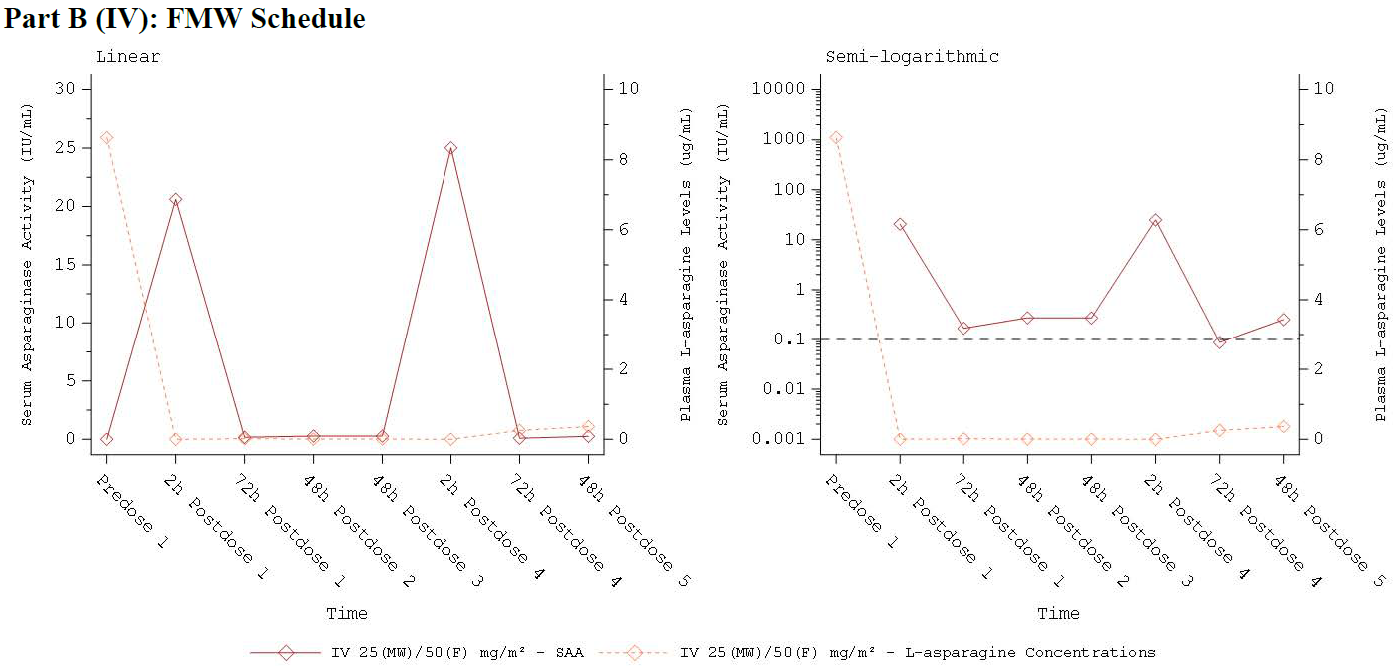 Part B (IV): FMW Schedule
Linear
30
25
20
15
10
5
0
Serum Asparaginase Activity (IU/mL)
10
8
6
4
2
0
Plasma L-asparagine Levels (ug/mL)
Predose 1
2h Postdose 1
72h Postdose 1
48h Postdose 2
48h Postdose 3
2h Postdose 4
72h Postdose 4
48h Postdose 5
Time
Semi-logarithmic
10000
1000
100
10
1
0.1
0.01
0.001
Serum Asparaginase Activity (IU/mL)
10
8
6
4
2
0
Plasma L-asparagine Levels (ug/mL)
Predose 1
2h Postdose 1
72h Postdose 1
48h Postdose 2
48h Postdose 3
2h Postdose 4
72h Postdose 4
48h Postdose 5
Time
IV 25(MW)/50(F) mg/m² - SAA
IV 25(MW)/50(F) mg/m² - L-asparagine Concentrations